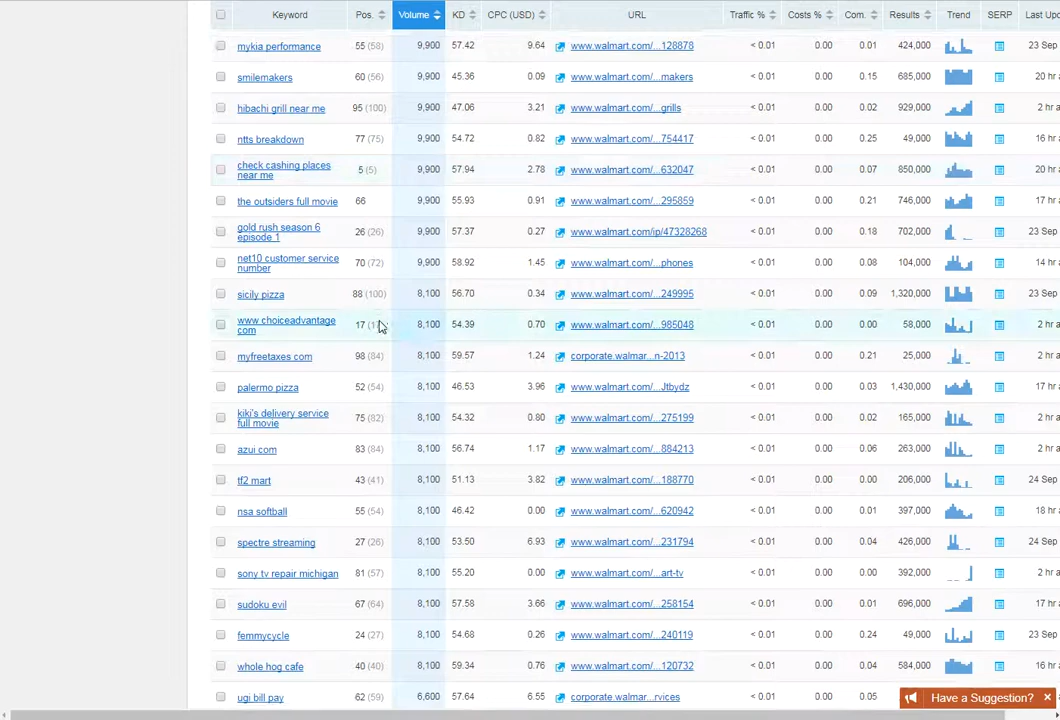 Keyword Pos. Volume KD CPC (USD) URL Traffic % Costs % Com. Results Trend SERP Last Up
mykia performance 55 (58) 9,900 57.42 9.64 www.walmart.com/...128878 < 0.01 0.00 0.01 424,000 23 Sep
smilemakers 60 (56) 9,900 45.36 0.09 www.walmart.com/...makers < 0.01 0.00 0.15 685,000 20 hr
hibachi grill near me 95 (100) 9,900 47.06 3.21 www.walmart.com/...grills < 0.01 0.00 0.02 929,000 2 hr a
ntts breakdown 77 (75) 9,900 54.72 0.82 www.walmart.com/...754417 < 0.01 0.00 0.25 49,000 16 hr
check cashing places
near me 5 (5) 9,900 57.94 2.78 www.walmart.com/...632047 < 0.01 0.00 0.07 850,000 20 hr
the outsiders full movie 66 9,900 55.93 0.91 www.walmart.com/...295859 < 0.01 0.00 0.21 746,000 17 hr
gold rush season 6
episode 1 26 (26) 9,900 57.37 0.27 www.walmart.com/ip/47328268 < 0.01 0.00 0.18 702,000 23 Sep
net10 customer service
number 70 (72) 9,900 58.92 1.45 www.walmart.com/...phones < 0.01 0.00 0.08 104,000 14 hr
sicily pizza 88 (100) 8,100 56.70 0.34 www.walmart.com/...249995 < 0.01 0.00 0.09 1,320,000 23 Sep
www choiceadvantage
com 17 8,100 54.39 0.70 www.walmart.com/...985048 < 0.01 0.00 0.00 58,000 2 hr a
myfreetaxes com 98 (84) 8,100 59.57 1.24 corporate.walmar...n-2013 < 0.01 0.00 0.21 25,000 2 hr a
palermo pizza 52 (54) 8,100 46.53 3.96 www.walmart.com/...Jtbydz < 0.01 0.00 0.03 1,430,000 17 hr
kiki's delivery service
full movie 75 (82) 8,100 54.32 0.80 www.walmart.com/...275199 < 0.01 0.00 0.02 165,000 2 hr a
azui com 83 (84) 8,100 56.74 1.17 www.walmart.com/...884213 < 0.01 0.00 0.06 263,000 2 hr a
tf2 mart 43 (41) 8,100 51.13 3.82 www.walmart.com/...188770 < 0.01 0.00 0.00 206,000 24 Sep
nsa softball 55 (54) 8,100 46.42 0.00 www.walmart.com/...620942 < 0.01 0.00 0.01 397,000 18 hr
spectre streaming 27 (26) 8,100 53.50 6.93 www.walmart.com/...231794 < 0.01 0.00 0.04 426,000 24 Sep
sony tv repair michigan 81 (57) 8,100 55.20 0.00 www.walmart.com/...art-tv < 0.01 0.00 0.00 392,000 2 hr a
sudoku evil 67 (64) 8,100 57.58 3.66 www.walmart.com/...258154 < 0.01 0.00 0.01 696,000 17 hr
femmycycle 24 (27) 8,100 54.68 0.26 www.walmart.com/...240119 < 0.01 0.00 0.24 49,000 23 Sep
whole hog cafe 40 (40) 8,100 59.34 0.76 www.walmart.com/...120732 < 0.01 0.00 0.04 584,000 16 hr
ugi bill pay 62 (59) 6,600 57.64 6.55 corporate.walmar...rvices < 0.01 0.00 0.05
Have a Suggestion? ×